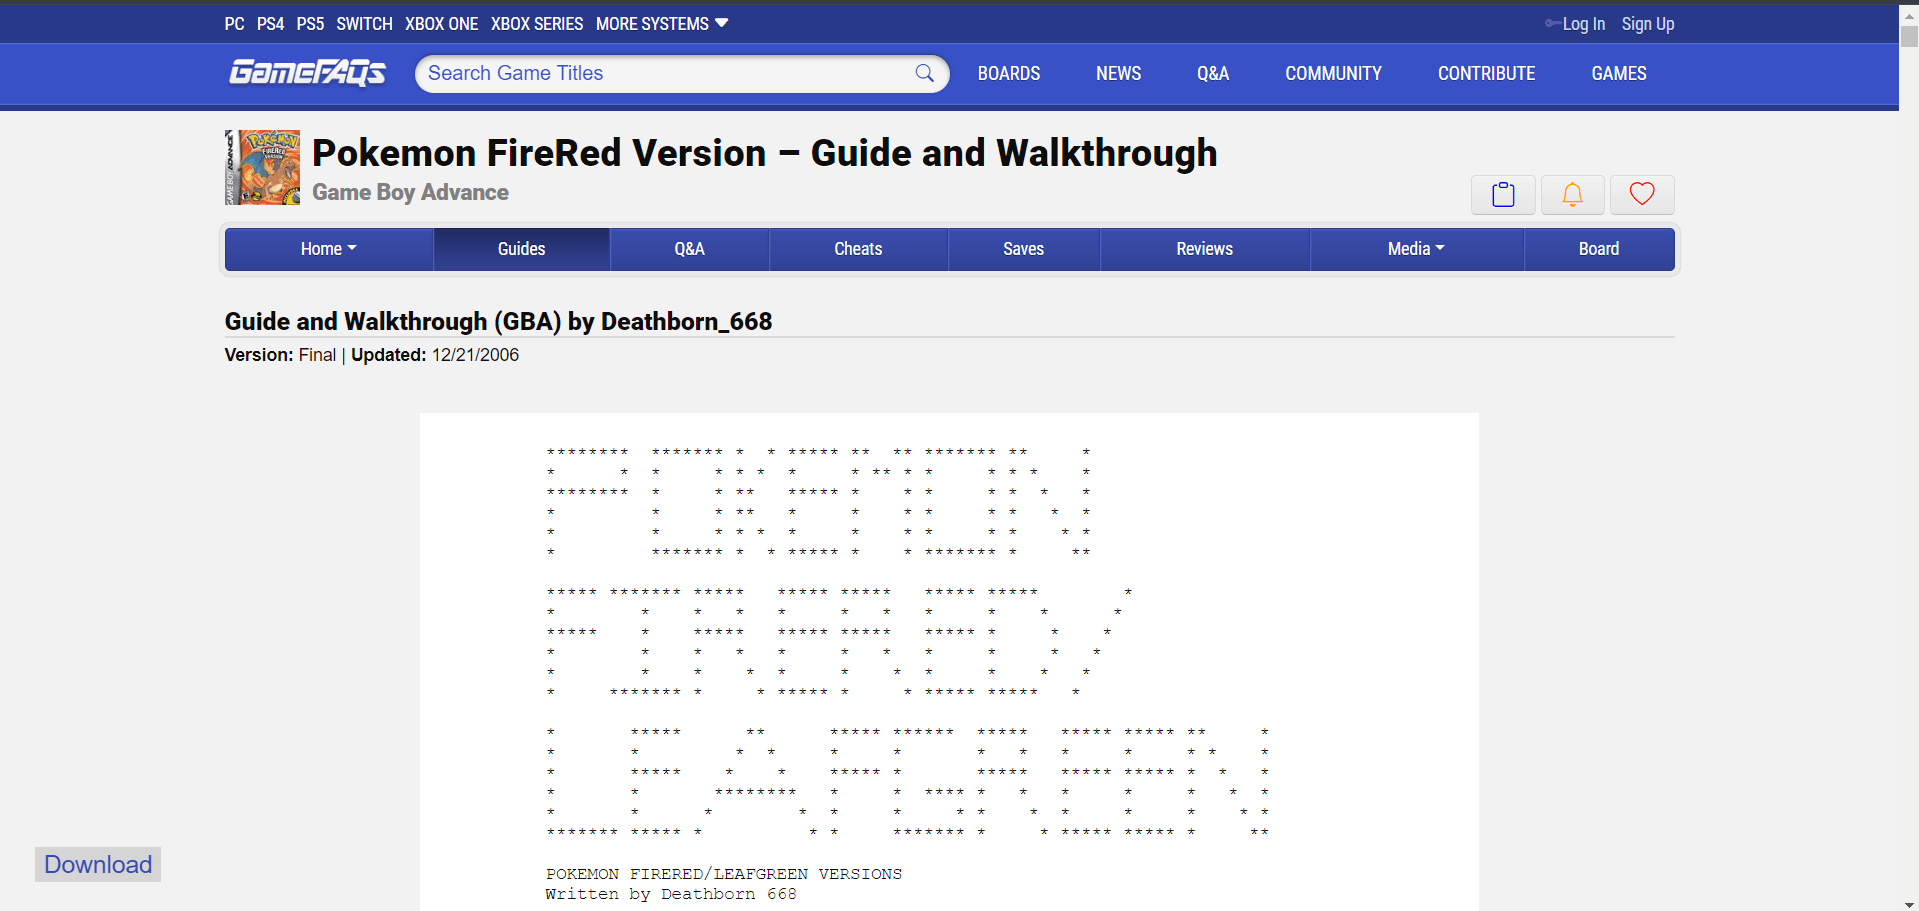 PC PS4 PS5 SWITCH XBOX ONE XBOX SERIES MORE SYSTEMS Log In Sign Up
GameFAQs Search Game Titles BOARDS NEWS Q&A COMMUNITY CONTRIBUTE GAMES
Pokemon FireRed Version – Guide and Walkthrough
Game Boy Advance
Home Guides Q&A Cheats Saves Reviews Media Board
Guide and Walkthrough (GBA) by Deathborn_668
Version: Final | Updated: 12/21/2006
POKEMON
FIRERED/
LEAFGREEN
Download
POKEMON FIRERED/LEAFGREEN VERSIONS
Written by Deathborn 668